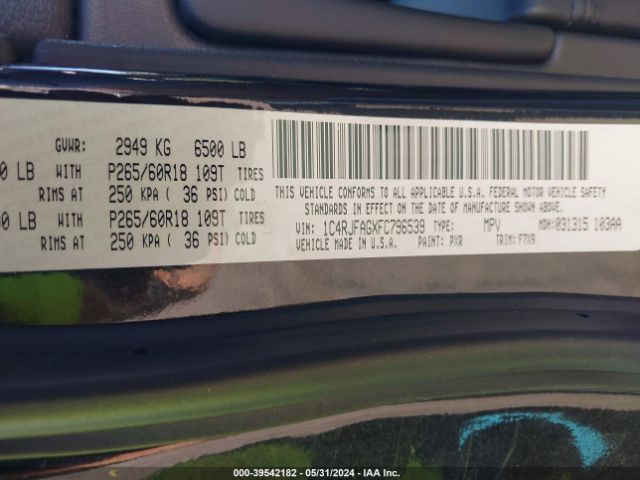 GVWR: 2949 KG 6500 LB
0 LB WITH P265/60R18 109T TIRES
RIMS AT 250 KPA ( 36 PSI) COLD
00 LB WITH P265/60R18 109T TIRES
RIMS AT 250 KPA ( 36 PSI) COLD
THIS VEHICLE CONFORMS TO ALL APPLICABLE U.S.A. FEDERAL MOTOR VEHICLE SAFETY
STANDARDS IN EFFECT ON THE DATE OF MANUFACTURE SHOWN ABOVE.
VIN: 1C4RJFAGXFC796539 TYPE: MPV MDH: 031315 103AA
VEHICLE MADE IN U.S.A. PAINT: PXR TRIM: F7V9
000-39542182 - 05/31/2024 - IAA Inc.